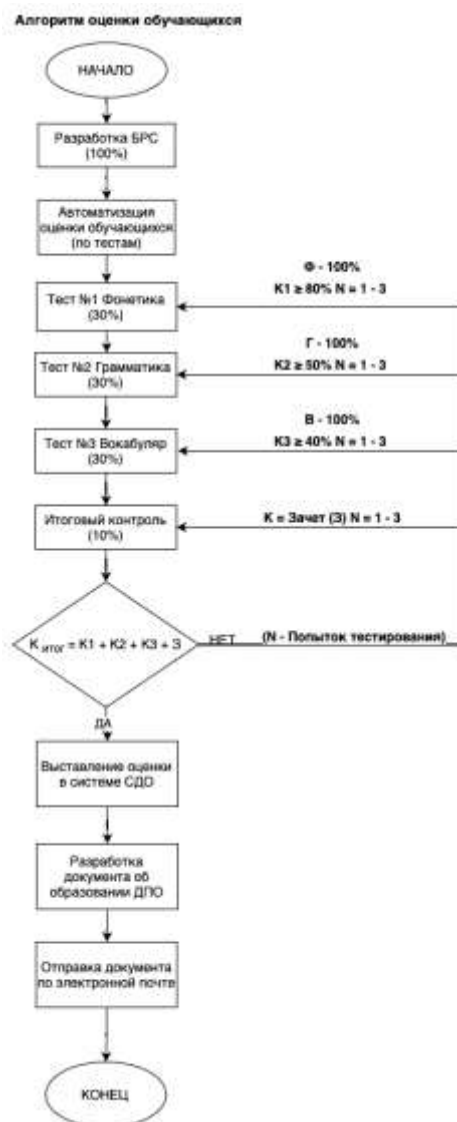 Алгоритм оценки обучающихся
НАЧАЛО
Разработка БРС
(100%)
Автоматизация
оценки обучающихся
(по тестам)
Ф - 100%
К1 ≥ 80% N = 1 - 3
Тест №1 Фонетика
(30%)
Г - 100%
К2 ≥ 50% N = 1 - 3
Тест №2 Грамматика
(30%)
В - 100%
К3 ≥ 40% N = 1 - 3
Тест №3 Вокабуляр
(30%)
Итоговый контроль
(10%)
К = Зачет (З) N = 1 - 3
К итог = К1 + К2 + К3 + З
НЕТ
(N - Попыток тестирования)
ДА
Выставление оценки
в системе СДО
Разработка
документа об
образовании ДПО
Отправка документа
по электронной почте
КОНЕЦ